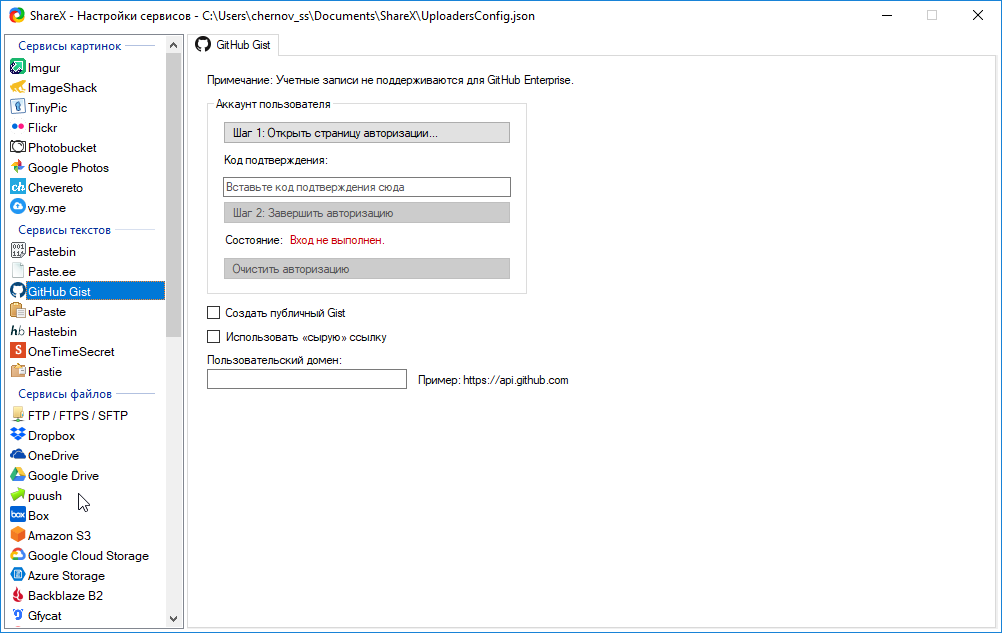 ShareX - Настройки сервисов - C:\Users\chernov_ss\Documents\ShareX\UploadersConfig.json
Сервисы картинок
Imgur
ImageShack
TinyPic
Flickr
Photobucket
Google Photos
Chevereto
vgy.me
Сервисы текстов
Pastebin
Paste.ee
GitHub Gist
uPaste
Hastebin
OneTimeSecret
Pastie
Сервисы файлов
FTP / FTPS / SFTP
Dropbox
OneDrive
Google Drive
puush
Box
Amazon S3
Google Cloud Storage
Azure Storage
Backblaze B2
Gfycat
GitHub Gist
Примечание: Учетные записи не поддерживаются для GitHub Enterprise.
Аккаунт пользователя
Шаг 1: Открыть страницу авторизации...
Код подтверждения:
Вставьте код подтверждения сюда
Шаг 2: Завершить авторизацию
Состояние: Вход не выполнен.
Очистить авторизацию
Создать публичный Gist
Использовать «сырую» ссылку
Пользовательский домен:
Пример: https://api.github.com